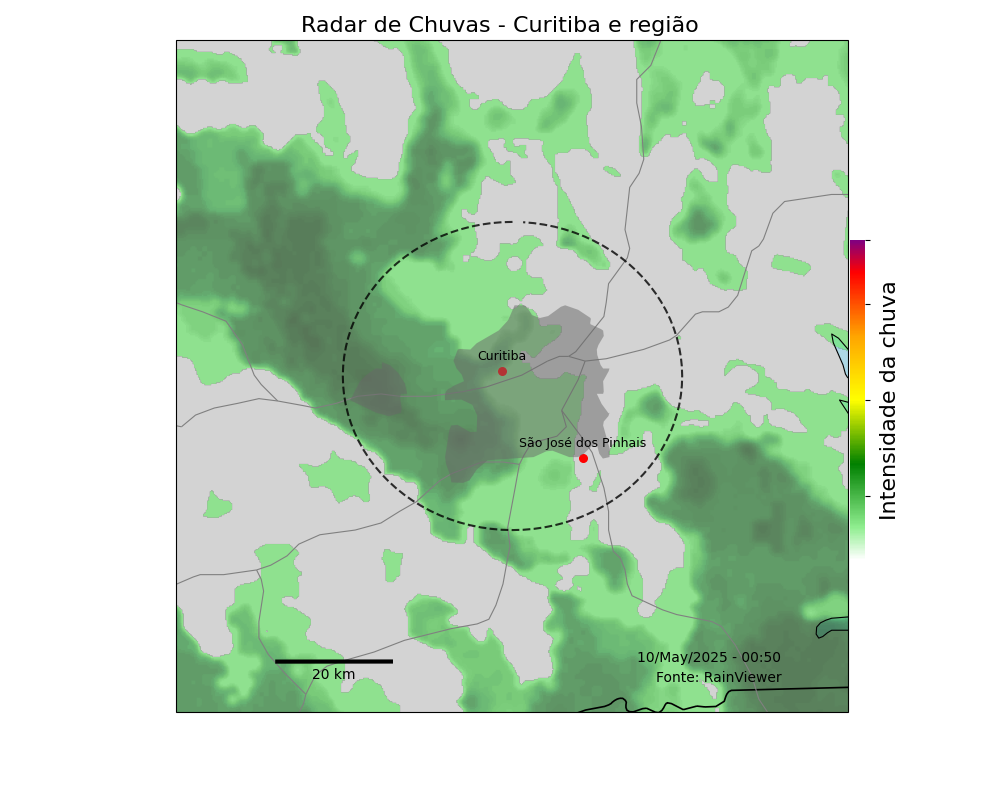 Radar de Chuvas - Curitiba e região
Curitiba
São José dos Pinhais
Intensidade da chuva
10/May/2025 - 00:50
Fonte: RainViewer
20 km